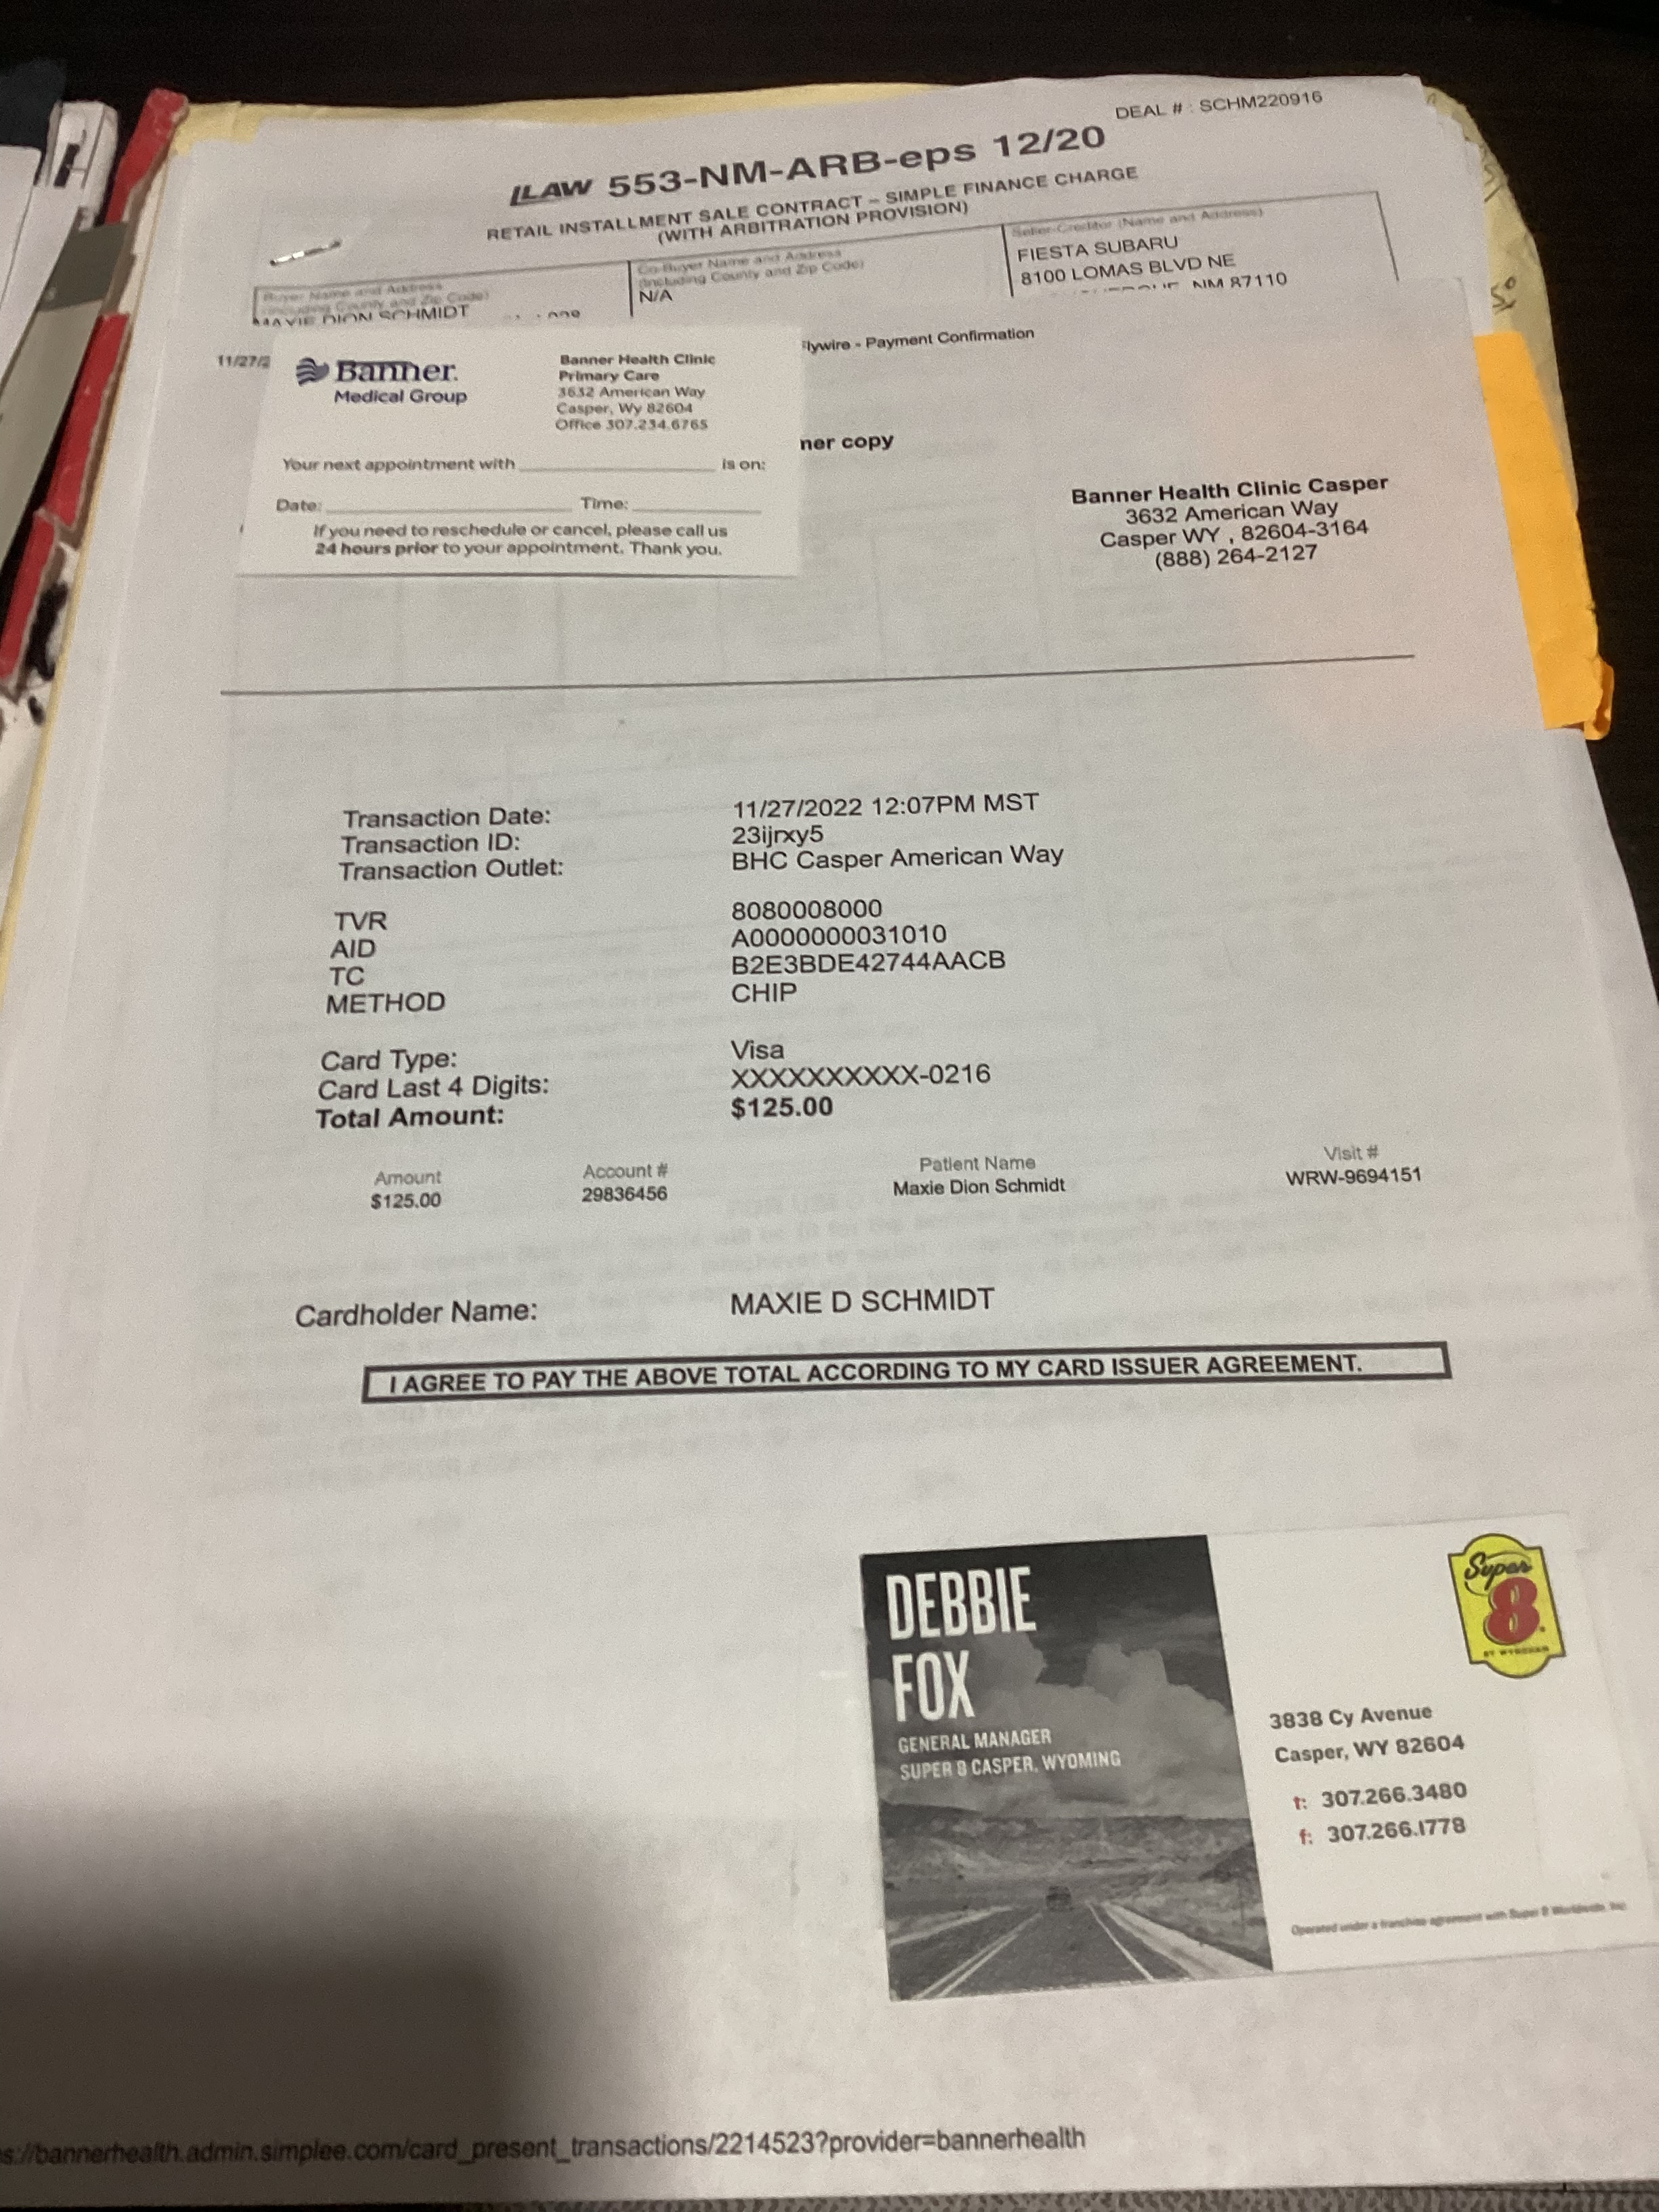 DEAL # : SCHM220916
LAW 553-NM-ARB-eps 12/20
RETAIL INSTALLMENT SALE CONTRACT – SIMPLE FINANCE CHARGE
(WITH ARBITRATION PROVISION)
Buyer Name and Address
(Including County and Zip Code)
MAXIE DION SCHMIDT
Co-Buyer Name and Address
(Including County and Zip Code)
N/A
Seller-Creditor (Name and Address)
FIESTA SUBARU
8100 LOMAS BLVD NE
NM 87110
11/27/2
Flywire - Payment Confirmation
Banner
Medical Group
Banner Health Clinic
Primary Care
3632 American Way
Casper, Wy 82604
Office 307.234.6765
Your next appointment with is on:
Date: Time:
If you need to reschedule or cancel, please call us
24 hours prior to your appointment. Thank you.
ner copy
Banner Health Clinic Casper
3632 American Way
Casper WY , 82604-3164
(888) 264-2127
Transaction Date: 11/27/2022 12:07PM MST
Transaction ID: 23ijrxy5
Transaction Outlet: BHC Casper American Way
TVR 8080008000
AID A0000000031010
TC B2E3BDE42744AACB
METHOD CHIP
Card Type: Visa
Card Last 4 Digits: XXXXXXXXXX-0216
Total Amount: $125.00
Amount Account # Patient Name Visit #
$125.00 29836456 Maxie Dion Schmidt WRW-9694151
Cardholder Name: MAXIE D SCHMIDT
I AGREE TO PAY THE ABOVE TOTAL ACCORDING TO MY CARD ISSUER AGREEMENT.
DEBBIE
FOX
GENERAL MANAGER
SUPER 8 CASPER, WYOMING
Super
8
BY WYNDHAM
3838 Cy Avenue
Casper, WY 82604
t: 307.266.3480
f: 307.266.1778
Operated under a franchise agreement with Super 8 Worldwide, Inc.
s://bannerhealth.admin.simplee.com/card_present_transactions/2214523?provider=bannerhealth